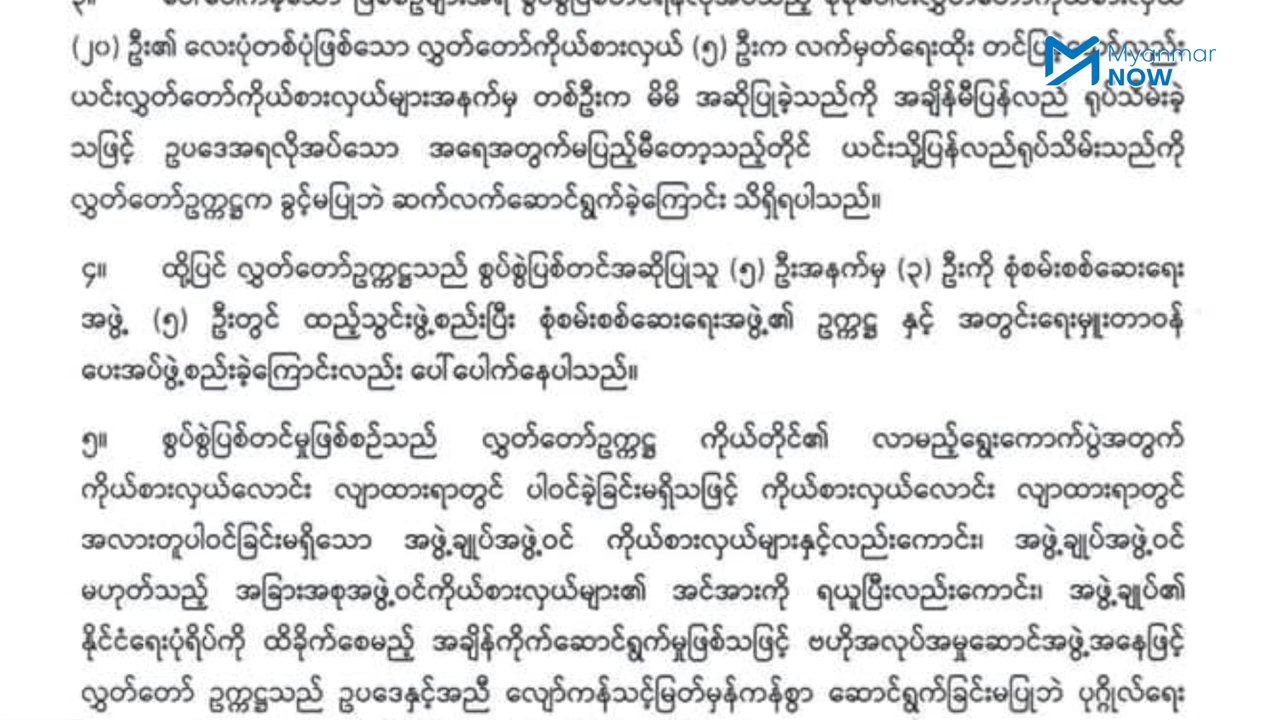 (၂၀) ဦး၏ လေးပုံတစ်ပုံဖြစ်သော လွှတ်တော်ကိုယ်စားလှယ် (၅) ဦးက လက်မှတ်ရေးထိုး
Myanmar
NOW
ယင်းလွှတ်တော်ကိုယ်စားလှယ်များအနက်မှ တစ်ဦးက မိမိ အဆိုပြုခဲ့သည်ကို အချိန်မီပြန်လည် ရုပ်သိမ်းခဲ့
သဖြင့် ဥပဒေအရလိုအပ်သော အရေအတွက်မပြည့်မီတော့သည့်တိုင် ယင်းသို့ပြန်လည်ရုပ်သိမ်းသည်ကို
လွှတ်တော်ဥက္ကဋ္ဌက ခွင့်မပြုဘဲ ဆက်လက်ဆောင်ရွက်ခဲ့ကြောင်း သိရှိရပါသည်။
၄။ ထို့ပြင် လွှတ်တော်ဥက္ကဋ္ဌသည် စွပ်စွဲပြစ်တင်အဆိုပြုသူ (၅) ဦးအနက်မှ (၃) ဦးကို စုံစမ်းစစ်ဆေးရေး
အဖွဲ့ (၅) ဦးတွင် ထည့်သွင်းဖွဲ့စည်းပြီး စုံစမ်းစစ်ဆေးရေးအဖွဲ့၏ ဥက္ကဋ္ဌ နှင့် အတွင်းရေးမှူးတာဝန်
ပေးအပ်ဖွဲ့စည်းခဲ့ကြောင်းလည်း ပေါ်ပေါက်နေပါသည်။
၅။ စွပ်စွဲပြစ်တင်မှုဖြစ်စဉ်သည် လွှတ်တော်ဥက္ကဋ္ဌ ကိုယ်တိုင်၏ လာမည့်ရွေးကောက်ပွဲအတွက်
ကိုယ်စားလှယ်လောင်း လျာထားရာတွင် ပါဝင်ခဲ့ခြင်းမရှိသဖြင့် ကိုယ်စားလှယ်လောင်း လျာထားရာတွင်
အလားတူပါဝင်ခြင်းမရှိသော အဖွဲ့ချုပ်အဖွဲ့ဝင် ကိုယ်စားလှယ်များနှင့်လည်းကောင်း၊ အဖွဲ့ချုပ်အဖွဲ့ဝင်
မဟုတ်သည့် အခြားအစုအဖွဲ့ဝင်ကိုယ်စားလှယ်များ၏ အင်အားကို ရယူပြီးလည်းကောင်း၊ အဖွဲ့ချုပ်၏
နိုင်ငံရေးပုံရိပ်ကို ထိခိုက်စေမည့် အချိန်ကိုက်ဆောင်ရွက်မှုဖြစ်သဖြင့် ဗဟိုအလုပ်အမှုဆောင်အဖွဲ့အနေဖြင့်
လွှတ်တော် ဥက္ကဋ္ဌသည် ဥပဒေနှင့်အညီ လျော်ကန်သင့်မြတ်မှန်ကန်စွာ ဆောင်ရွက်ခြင်းမပြုဘဲ ပုဂ္ဂိုလ်ရေး